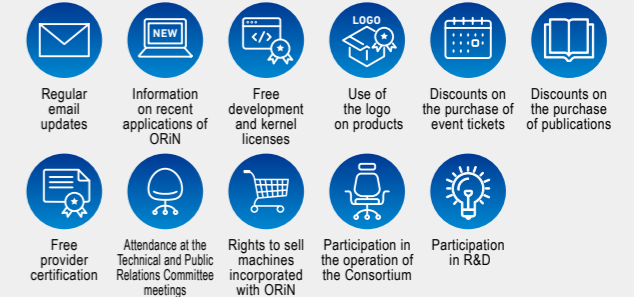 NEW
</>
LOGO
Regular
email
updates
Information
on recent
applications of
ORiN
Free
development
and kernel
licenses
Use of
the logo
on products
Discounts on
the purchase of
event tickets
Discounts on
the purchase
of publications
Free
provider
certification
Attendance at the
Technical and Public
Relations Committee
meetings
Rights to sell
machines
incorporated
with ORiN
Participation in
the operation of
the Consortium
Participation
in R&D